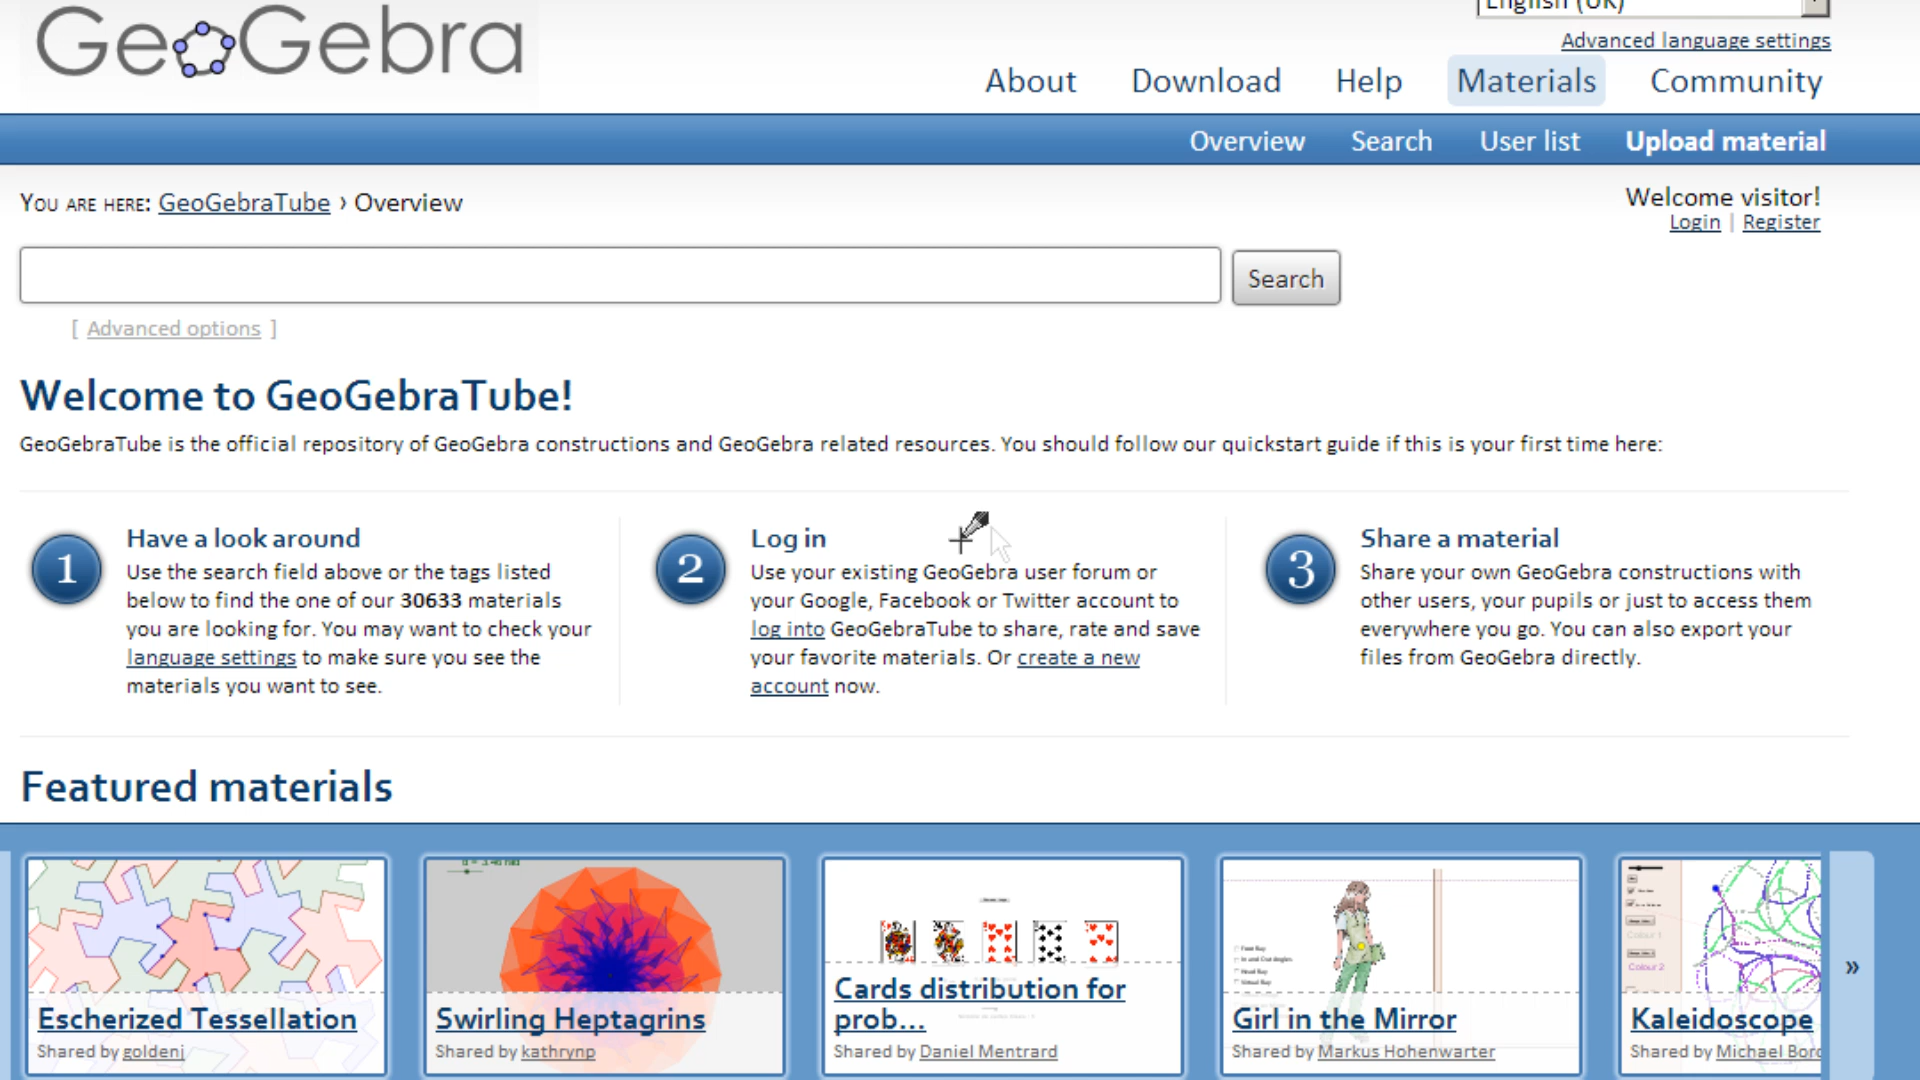 GeoGebra
English (UK)
Advanced language settings
About Download Help Materials Community
Overview Search User list Upload material
You are here: GeoGebraTube › Overview
Welcome visitor!
Login | Register
Search
[ Advanced options ]
Welcome to GeoGebraTube!
GeoGebraTube is the official repository of GeoGebra constructions and GeoGebra related resources. You should follow our quickstart guide if this is your first time here:
1
Have a look around
Use the search field above or the tags listed
below to find the one of our 30633 materials
you are looking for. You may want to check your
language settings to make sure you see the
materials you want to see.
2
Log in
Use your existing GeoGebra user forum or
your Google, Facebook or Twitter account to
log into GeoGebraTube to share, rate and save
your favorite materials. Or create a new
account now.
3
Share a material
Share your own GeoGebra constructions with
other users, your pupils or just to access them
everywhere you go. You can also export your
files from GeoGebra directly.
Featured materials
Escherized Tessellation
Shared by goldenj
Swirling Heptagrins
Shared by kathrynp
Cards distribution for
prob...
Shared by Daniel Mentrard
Girl in the Mirror
Shared by Markus Hohenwarter
Colour 2
Kaleidoscope
Shared by Michael Borc
»